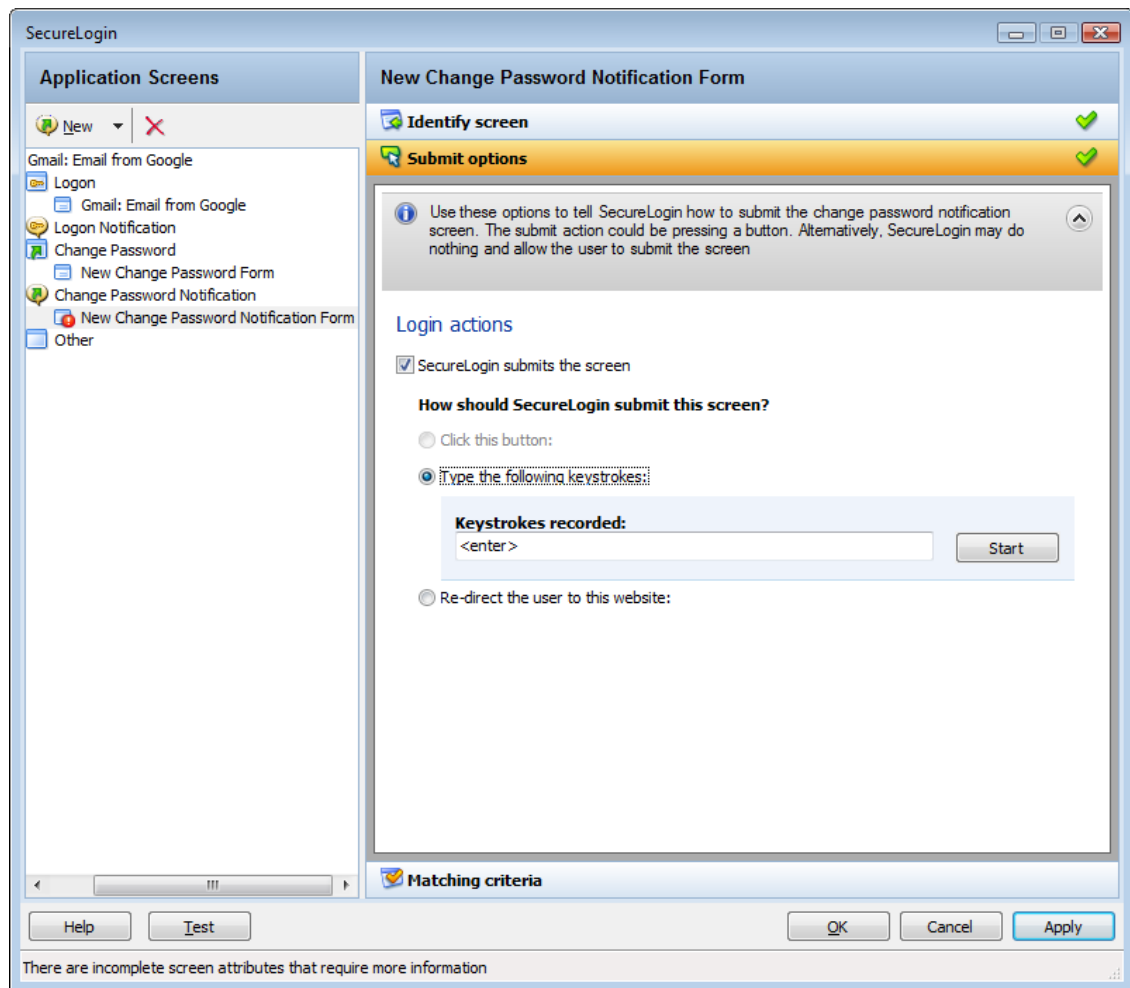 SecureLogin
Application Screens
New
Gmail: Email from Google
Logon
Gmail: Email from Google
Logon Notification
Change Password
New Change Password Form
Change Password Notification
New Change Password Notification Form
Other
New Change Password Notification Form
Identify screen
Submit options
Use these options to tell SecureLogin how to submit the change password notification
screen. The submit action could be pressing a button. Alternatively, SecureLogin may do
nothing and allow the user to submit the screen
Login actions
SecureLogin submits the screen
How should SecureLogin submit this screen?
Click this button:
Type the following keystrokes:
Keystrokes recorded:
<enter>
Start
Re-direct the user to this website:
Matching criteria
Help
Test
OK
Cancel
Apply
There are incomplete screen attributes that require more information